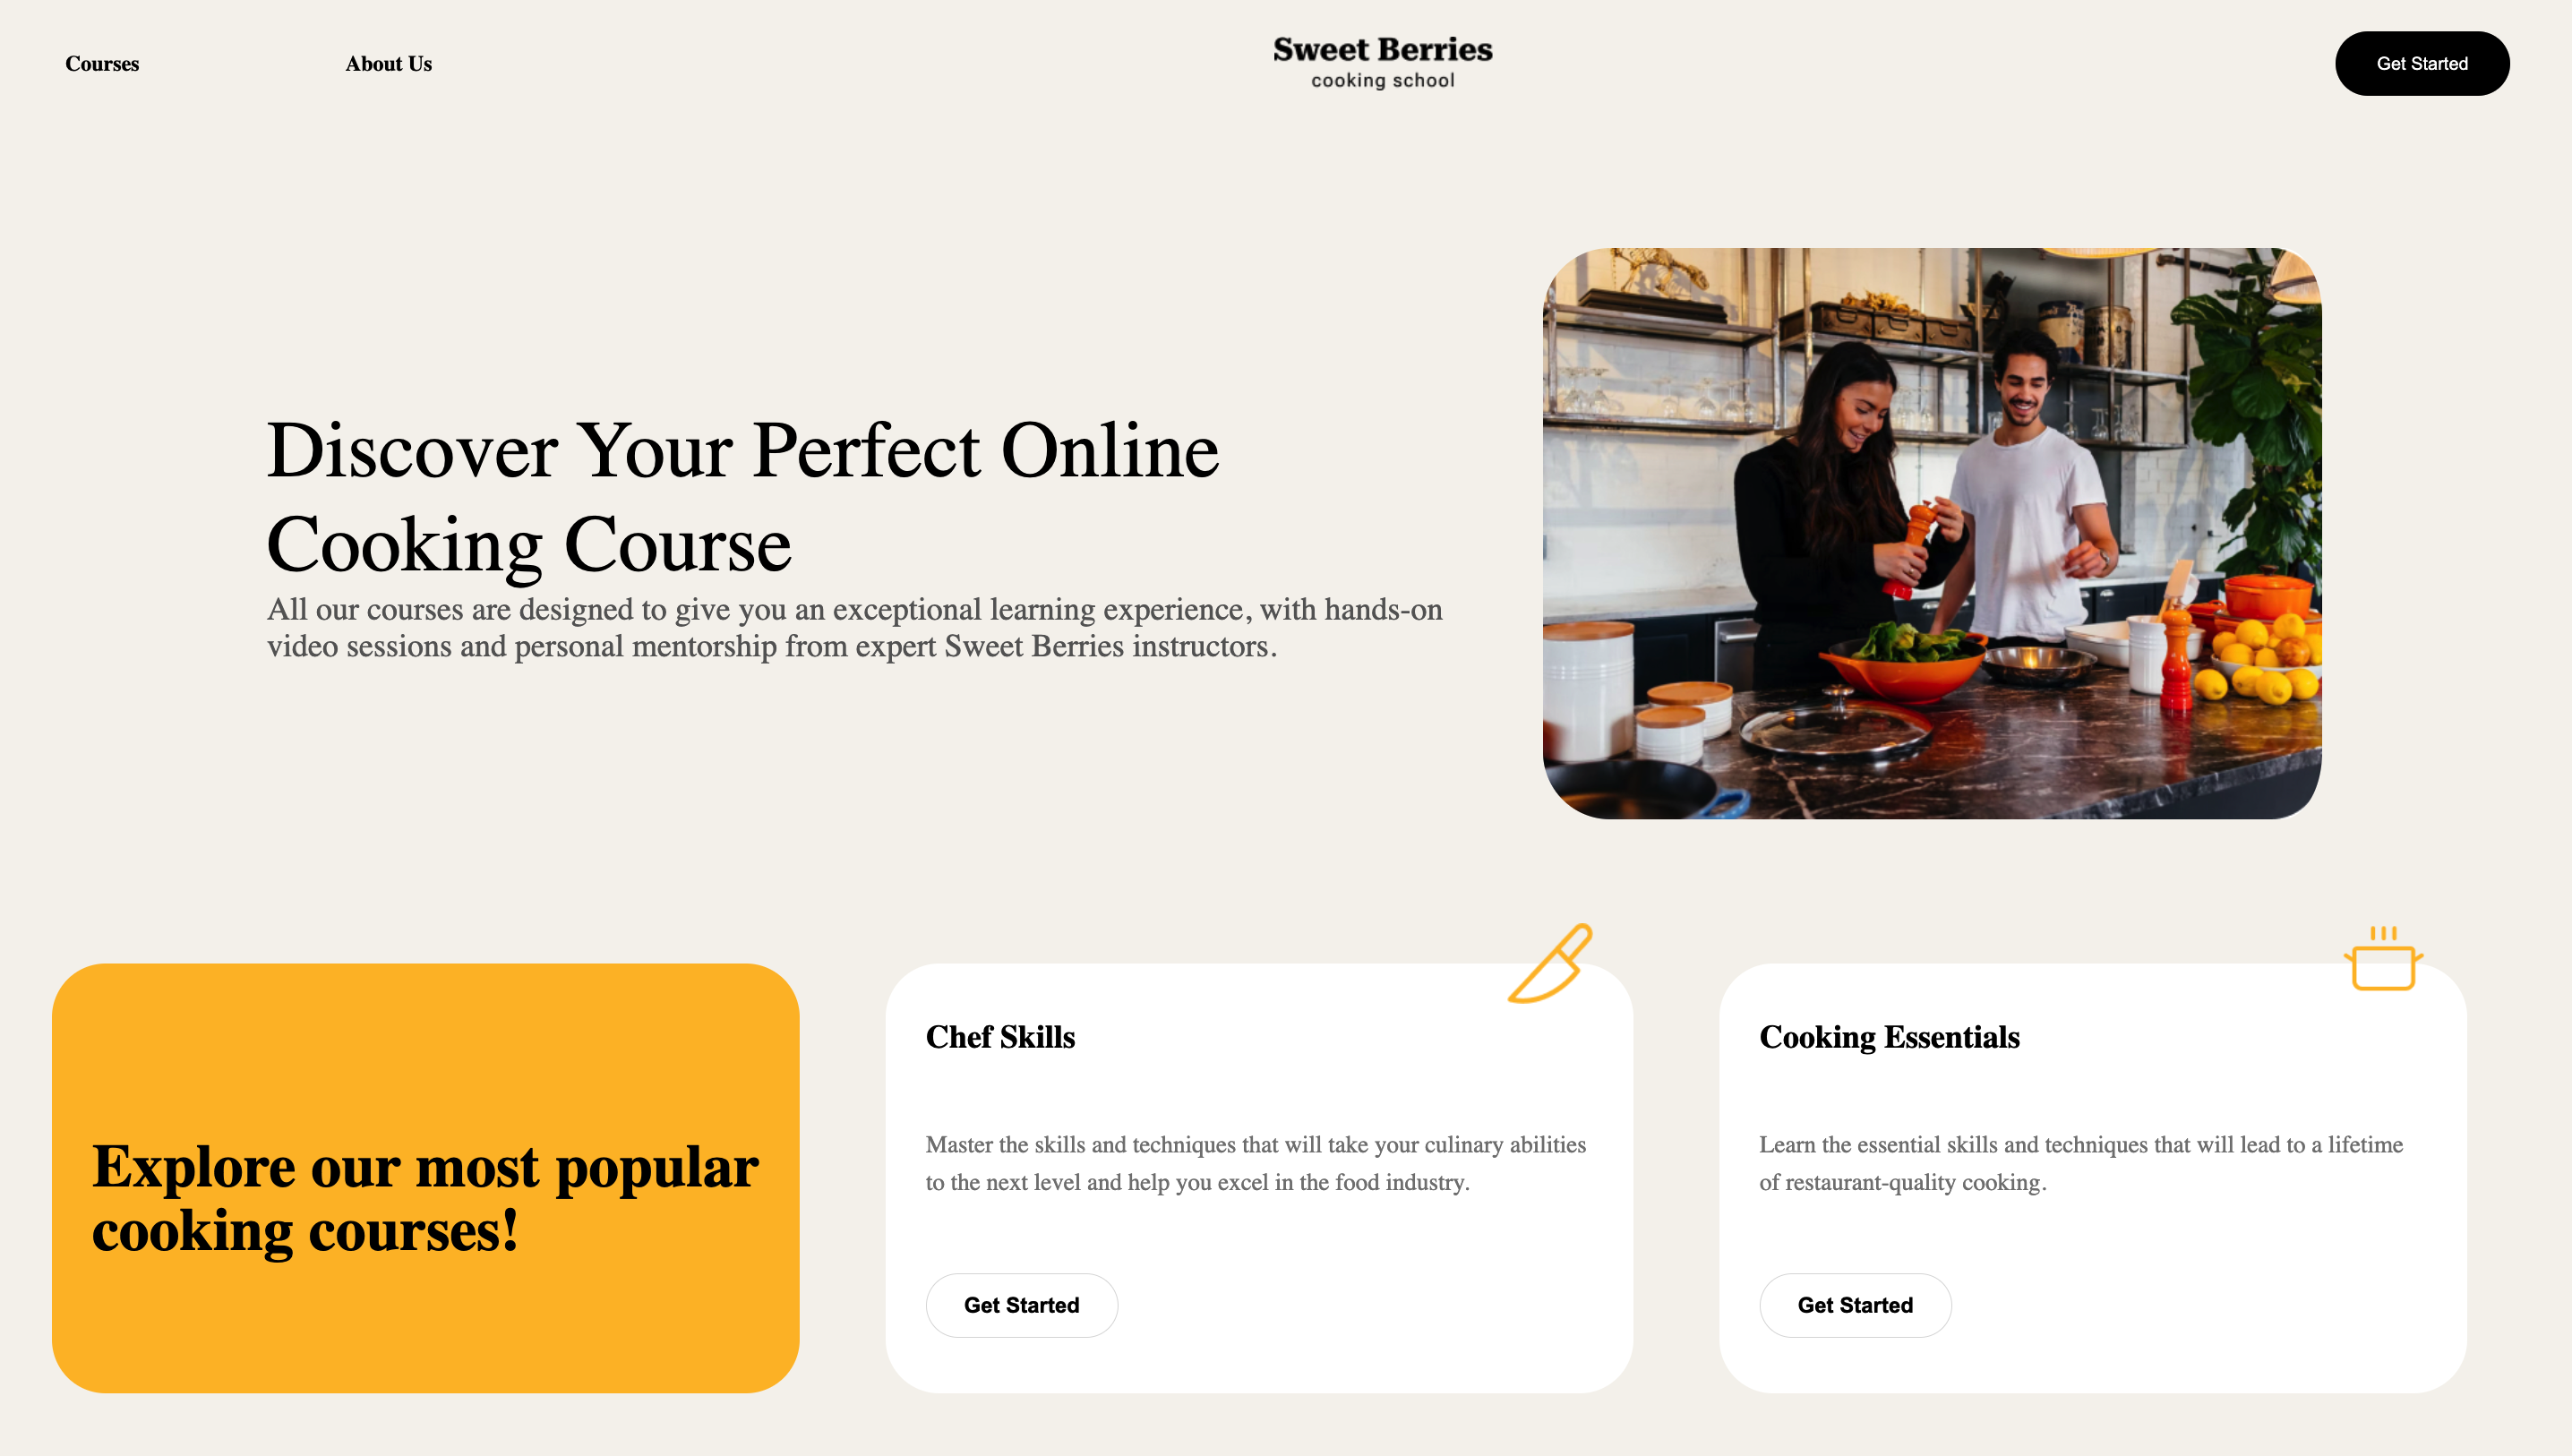 Courses
About Us
Sweet Berries
cooking school
Get Started
Discover Your Perfect Online
Cooking Course
All our courses are designed to give you an exceptional learning experience, with hands-on
video sessions and personal mentorship from expert Sweet Berries instructors.
Explore our most popular
cooking courses!
Chef Skills
Master the skills and techniques that will take your culinary abilities
to the next level and help you excel in the food industry.
Get Started
Cooking Essentials
Learn the essential skills and techniques that will lead to a lifetime
of restaurant-quality cooking.
Get Started